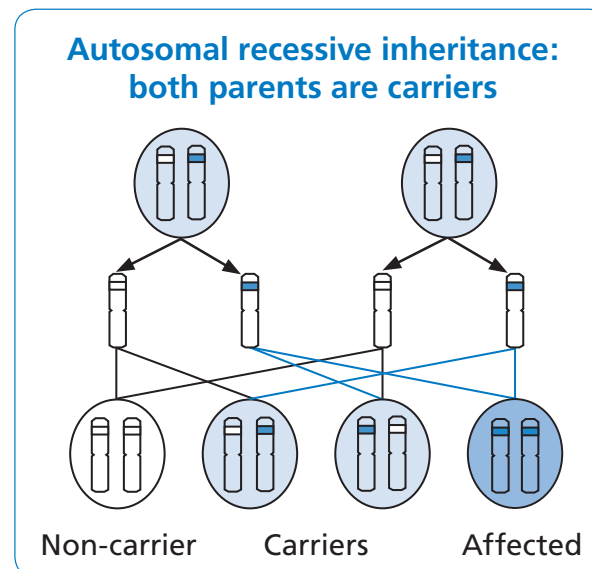 Autosomal recessive inheritance:
both parents are carriers
Non-carrier Carriers Affected